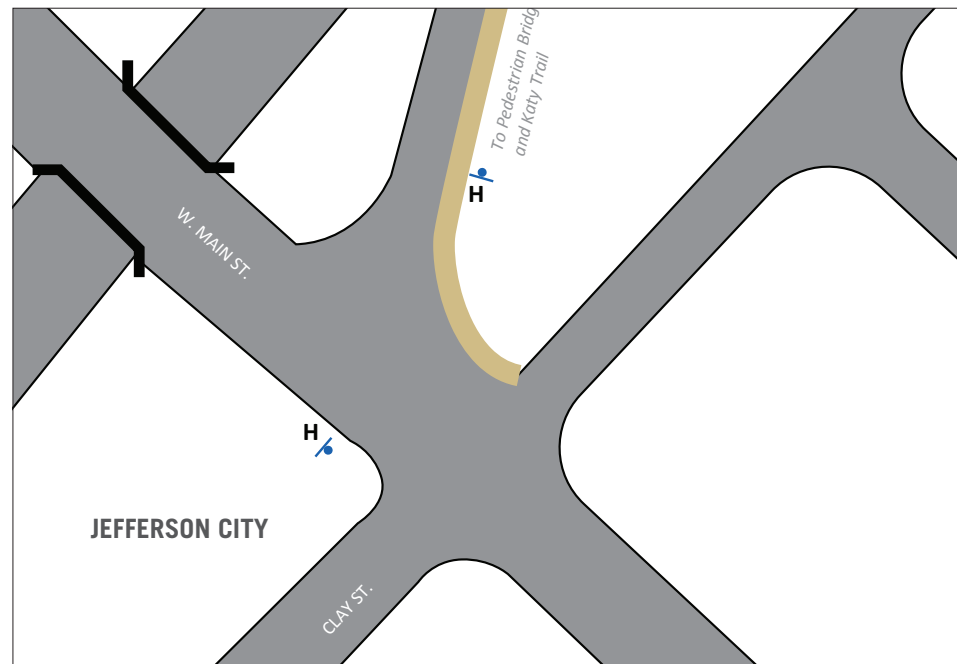 To Pedestrian Bridg
and Katy Trail
H
W. MAIN ST.
H
JEFFERSON CITY
CLAY ST.